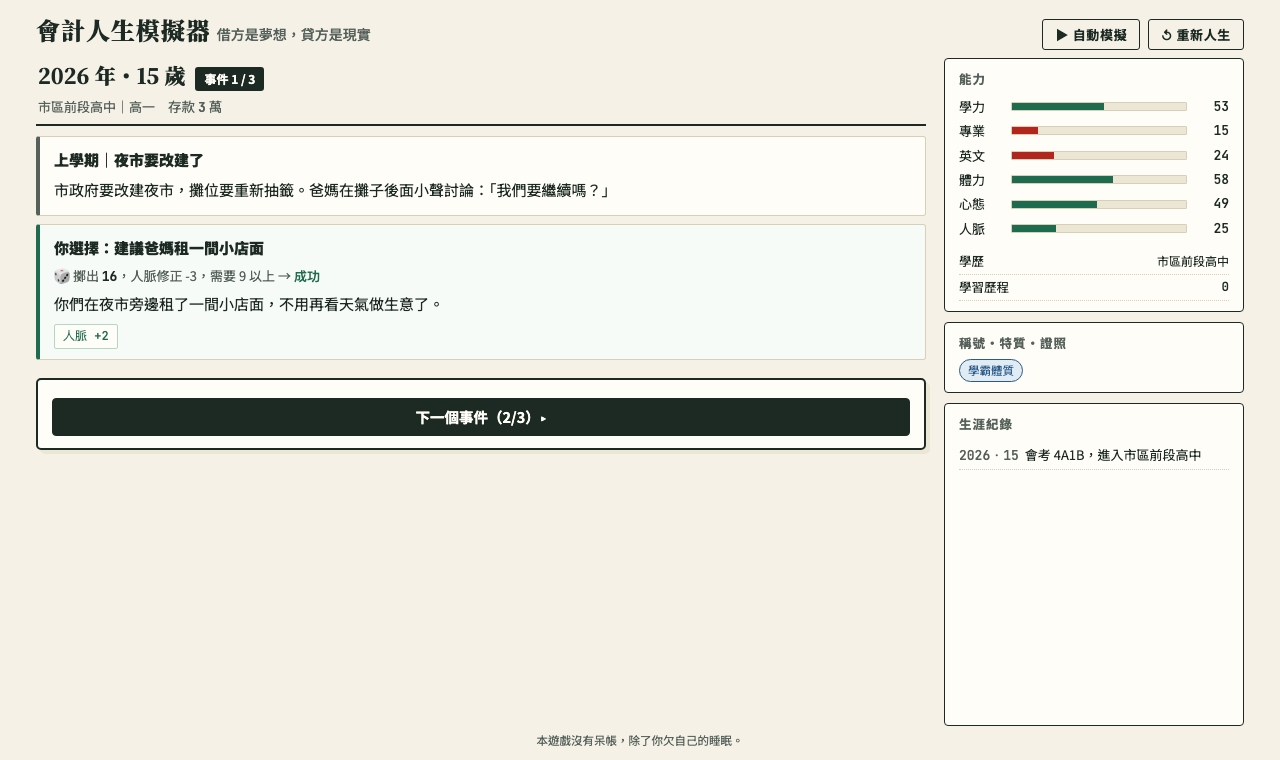 會計人生模擬器 借方是夢想，貸方是現實
▶ 自動模擬
↺ 重新人生
2026 年・15 歲 事件 1 / 3
市區前段高中｜高一 存款 3 萬
上學期｜夜市要改建了
市政府要改建夜市，攤位要重新抽籤。爸媽在攤子後面小聲討論：「我們要繼續嗎？」
你選擇：建議爸媽租一間小店面
🎲 擲出 16，人脈修正 -3，需要 9 以上 → 成功
你們在夜市旁邊租了一間小店面，不用再看天氣做生意了。
人脈 +2
下一個事件（2/3）▸
能力
學力 53
專業 15
英文 24
體力 58
心態 49
人脈 25
學歷 市區前段高中
學習歷程 0
稱號・特質・證照
學霸體質
生涯紀錄
2026 · 15 會考 4A1B，進入市區前段高中
本遊戲沒有呆帳，除了你欠自己的睡眠。